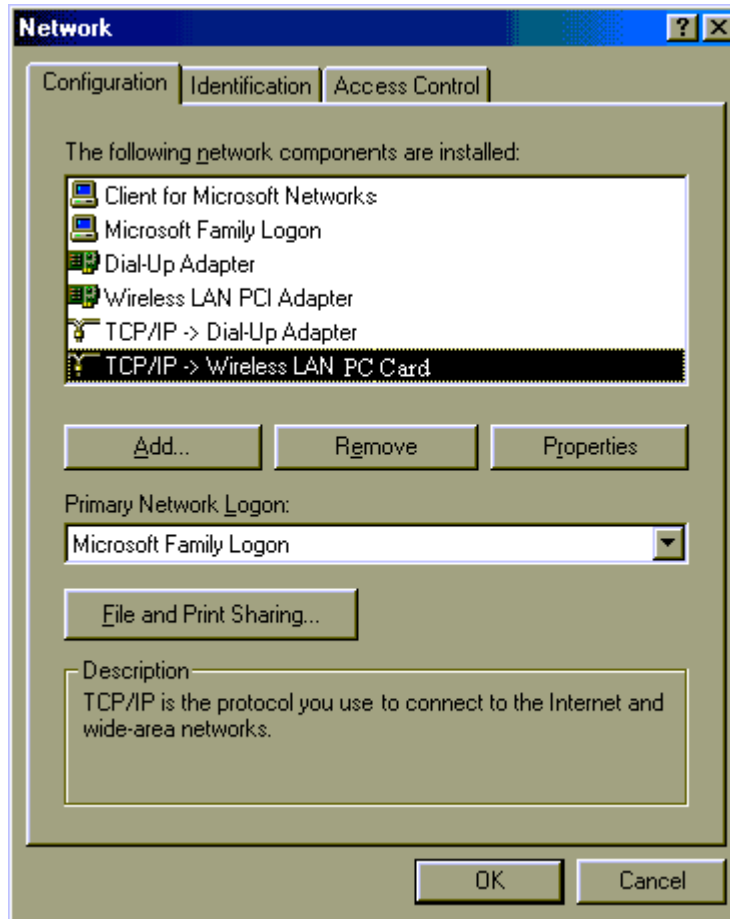 Network
Configuration Identification Access Control
The following network components are installed:
Client for Microsoft Networks
Microsoft Family Logon
Dial-Up Adapter
Wireless LAN PCI Adapter
TCP/IP -> Dial-Up Adapter
TCP/IP -> Wireless LAN PC Card
Add... Remove Properties
Primary Network Logon:
Microsoft Family Logon
File and Print Sharing...
Description
TCP/IP is the protocol you use to connect to the Internet and
wide-area networks.
OK Cancel